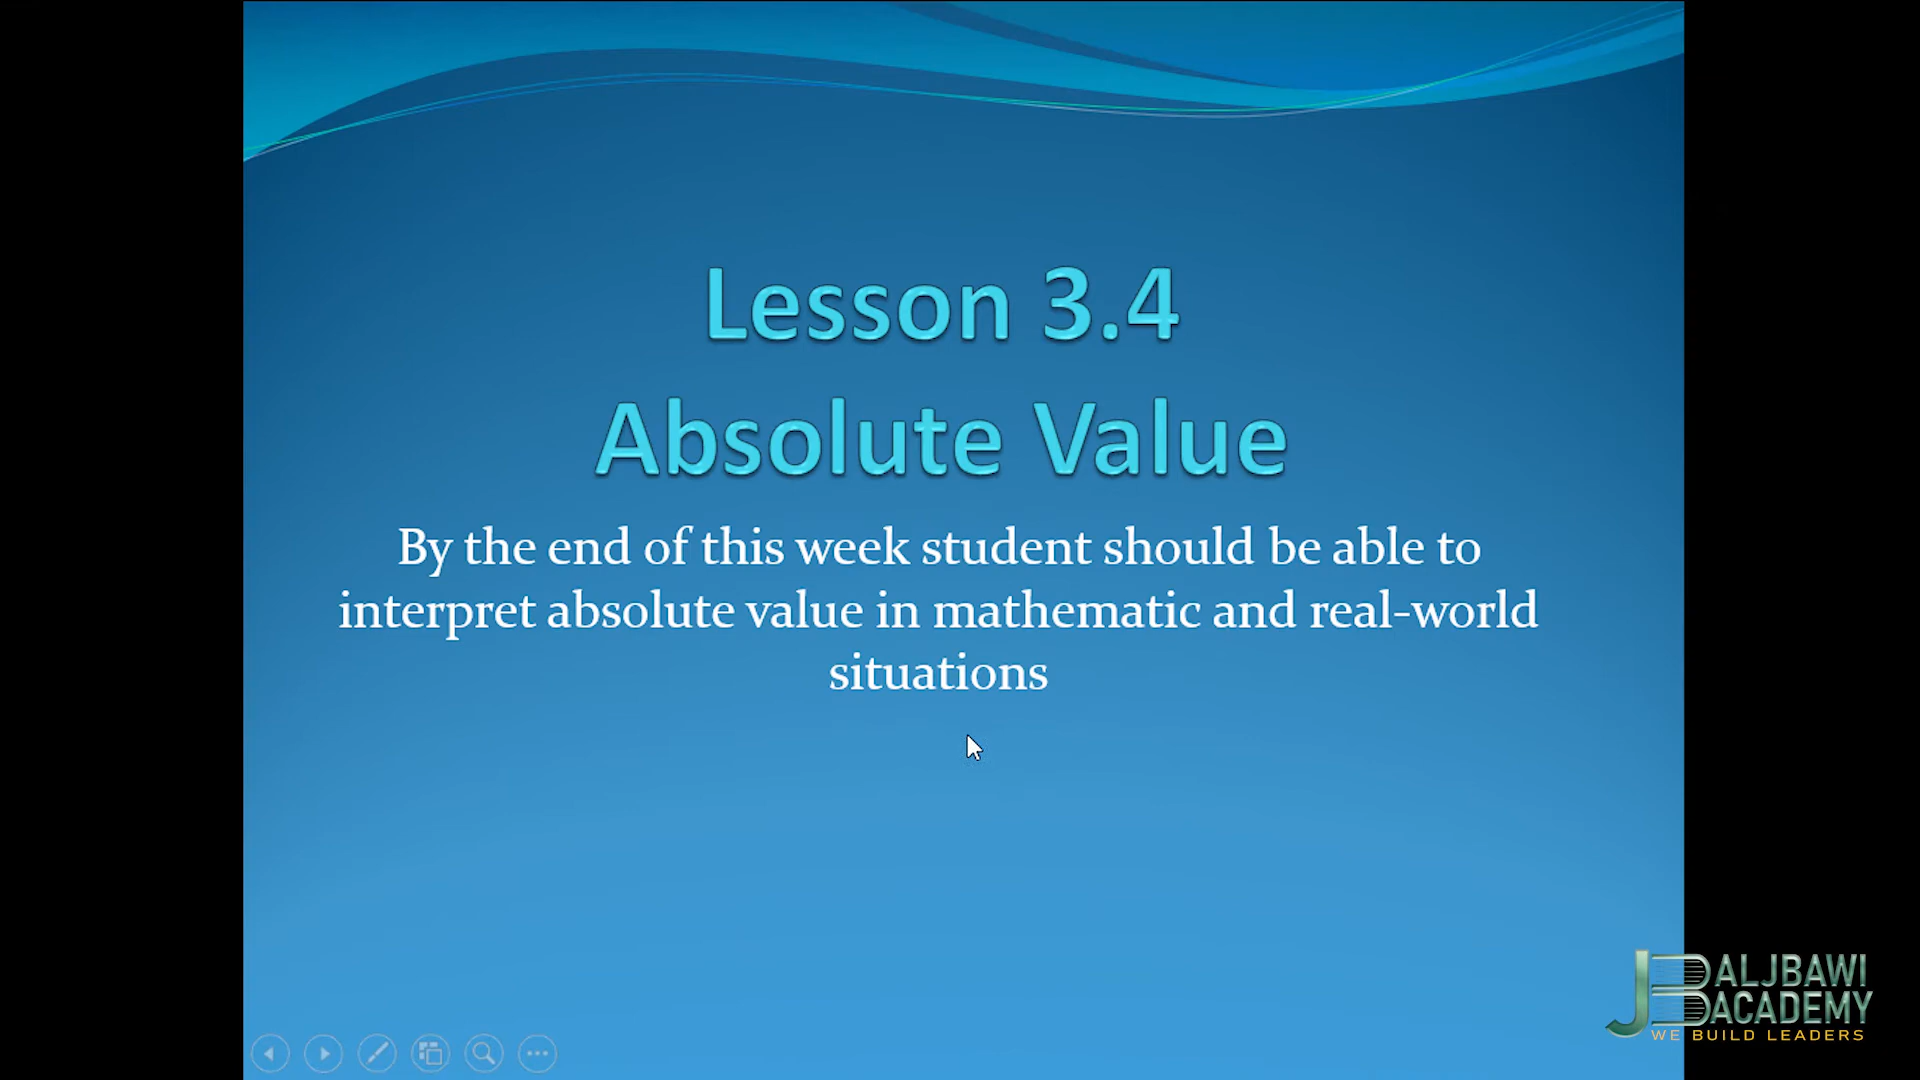 Lesson 3.4
Absolute Value
By the end of this week student should be able to
interpret absolute value in mathematic and real-world
situations
ALJBAWI
ACADEMY
WE BUILD LEADERS